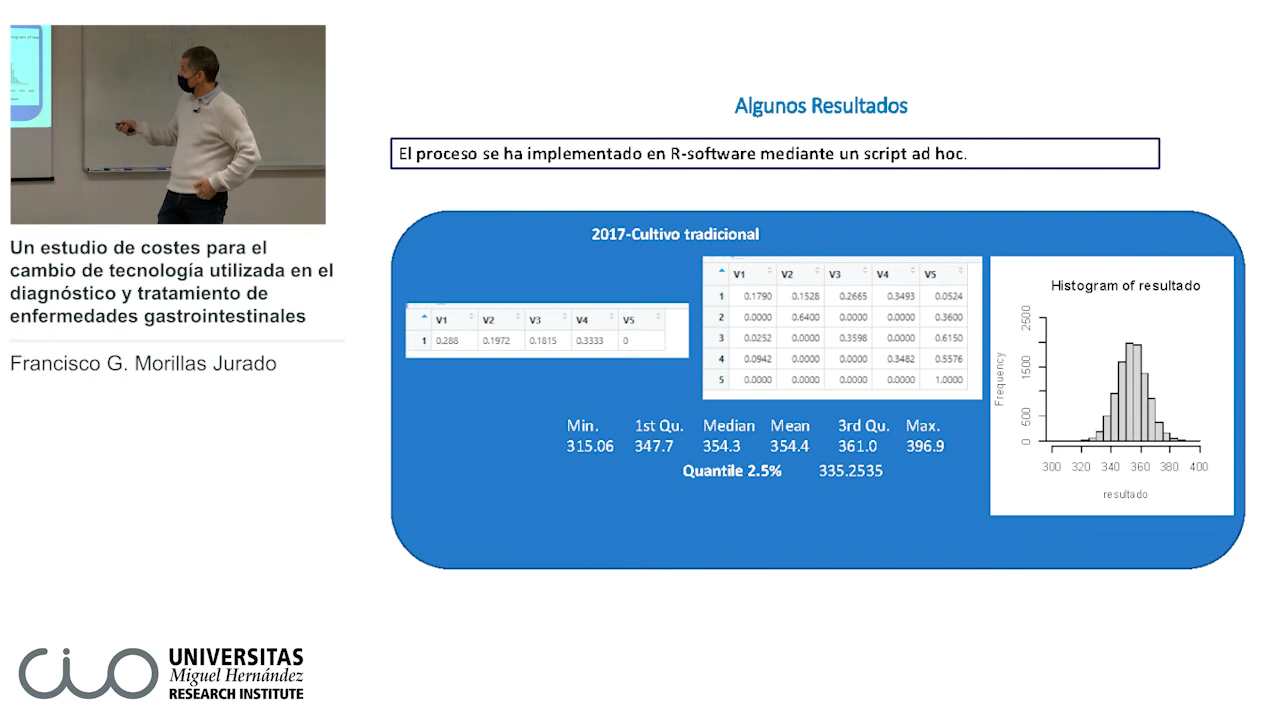 Algunos Resultados
El proceso se ha implementado en R-software mediante un script ad hoc.
2017-Cultivo tradicional
V1 V2 V3 V4 V5
1 0.288 0.1972 0.1815 0.3333 0
V1 V2 V3 V4 V5
1 0.1790 0.1528 0.2665 0.3493 0.0524
2 0.0000 0.6400 0.0000 0.0000 0.3600
3 0.0252 0.0000 0.3598 0.0000 0.6150
4 0.0942 0.0000 0.0000 0.3482 0.5576
5 0.0000 0.0000 0.0000 0.0000 1.0000
Min. 1st Qu. Median Mean 3rd Qu. Max.
315.06 347.7 354.3 354.4 361.0 396.9
Quantile 2.5% 335.2535
Histogram of resultado
Frequency
2500
1500
500
0
300 320 340 360 380 400
resultado
Un estudio de costes para el
cambio de tecnología utilizada en el
diagnóstico y tratamiento de
enfermedades gastrointestinales
Francisco G. Morillas Jurado
cio
UNIVERSITAS
Miguel Hernández
RESEARCH INSTITUTE